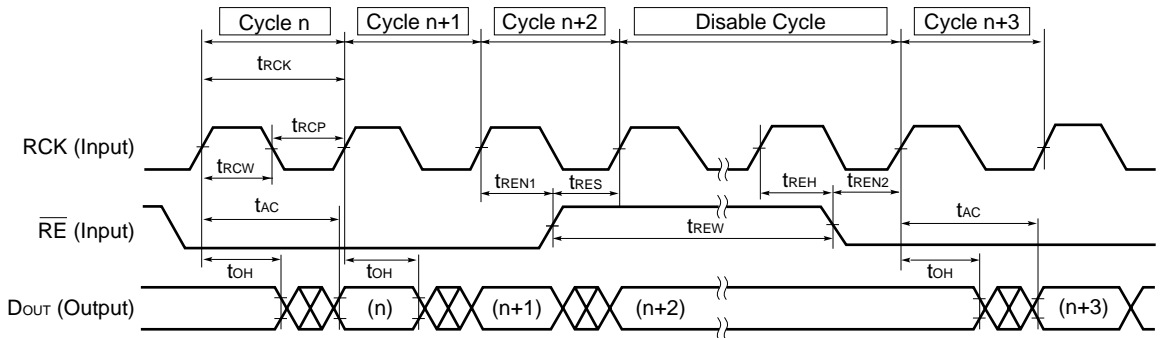 Cycle n Cycle n+1 Cycle n+2 Disable Cycle Cycle n+3
tRCK
RCK (Input)
tRCP
tRCW
tREN1 tRES tREH tREN2
tAC tAC
RE (Input)
tREW
tOH tOH tOH
DOUT (Output)
(n) (n+1) (n+2) (n+3)